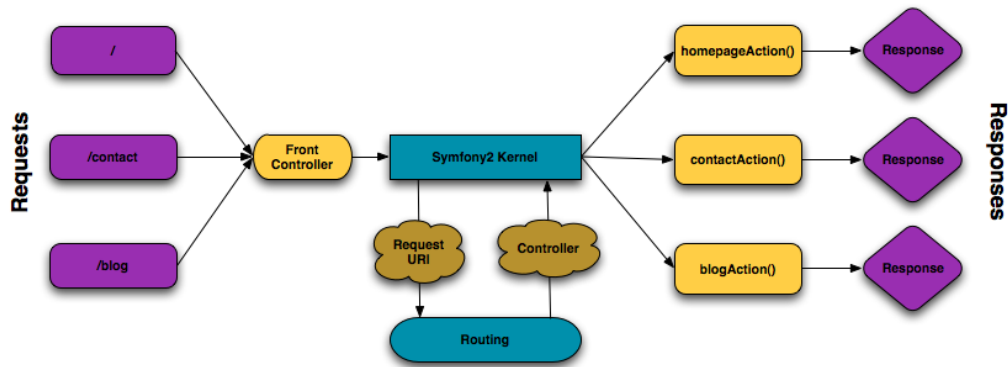 Requests
/
/contact
/blog
Front
Controller
Symfony2 Kernel
Request
URI
Controller
Routing
homepageAction()
contactAction()
blogAction()
Response
Response
Response
Responses